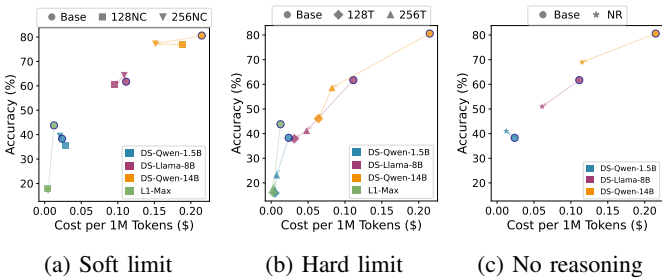 Base 128NC 256NC
80
70
60
50
40
30
20
Accuracy (%)
DS-Qwen-1.5B
DS-Llama-8B
DS-Qwen-14B
L1-Max
0.00 0.05 0.10 0.15 0.20
Cost per 1M Tokens ($)
(a) Soft limit
Base 128T 256T
80
70
60
50
40
30
20
Accuracy (%)
DS-Qwen-1.5B
DS-Llama-8B
DS-Qwen-14B
L1-Max
0.00 0.05 0.10 0.15 0.20
Cost per 1M Tokens ($)
(b) Hard limit
Base NR
80
70
60
50
40
30
20
Accuracy (%)
DS-Qwen-1.5B
DS-Llama-8B
DS-Qwen-14B
0.00 0.05 0.10 0.15 0.20
Cost per 1M Tokens ($)
(c) No reasoning